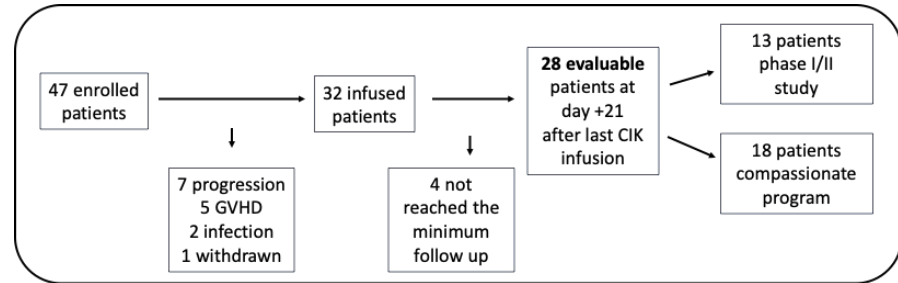 47 enrolled
patients
32 infused
patients
28 evaluable
patients at
day +21
after last CIK
infusion
13 patients
phase I/II
study
18 patients
compassionate
program
7 progression
5 GVHD
2 infection
1 withdrawn
4 not
reached the
minimum
follow up